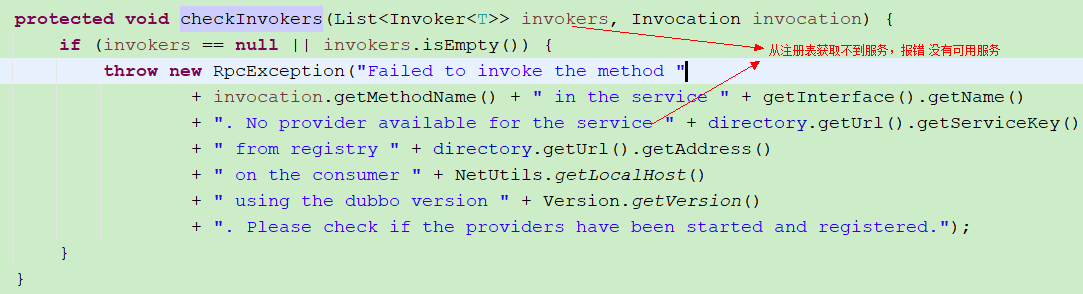 protected void checkInvokers(List<Invoker<T>> invokers, Invocation invocation) {
    if (invokers == null || invokers.isEmpty()) {
从注册表获取不到服务，报错 没有可用服务
        throw new RpcException("Failed to invoke the method "
                + invocation.getMethodName() + " in the service " + getInterface().getName()
                + ". No provider available for the service " + directory.getUrl().getServiceKey()
                + " from registry " + directory.getUrl().getAddress()
                + " on the consumer " + NetUtils.getLocalHost()
                + " using the dubbo version " + Version.getVersion()
                + ". Please check if the providers have been started and registered.");
    }
}